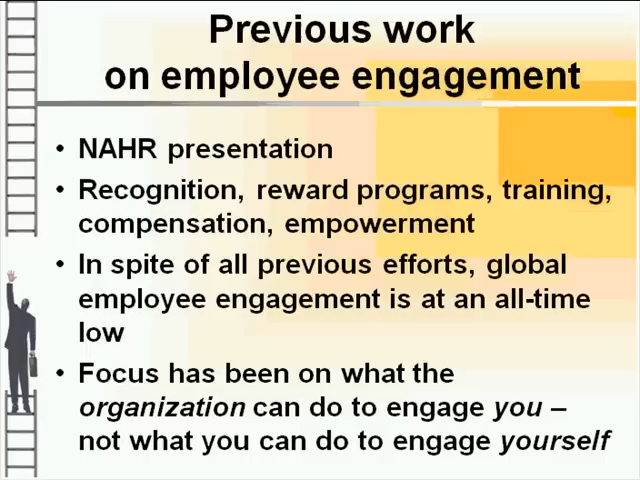 Previous work
on employee engagement
• NAHR presentation
• Recognition, reward programs, training,
compensation, empowerment
• In spite of all previous efforts, global
employee engagement is at an all-time
low
• Focus has been on what the
organization can do to engage you –
not what you can do to engage yourself